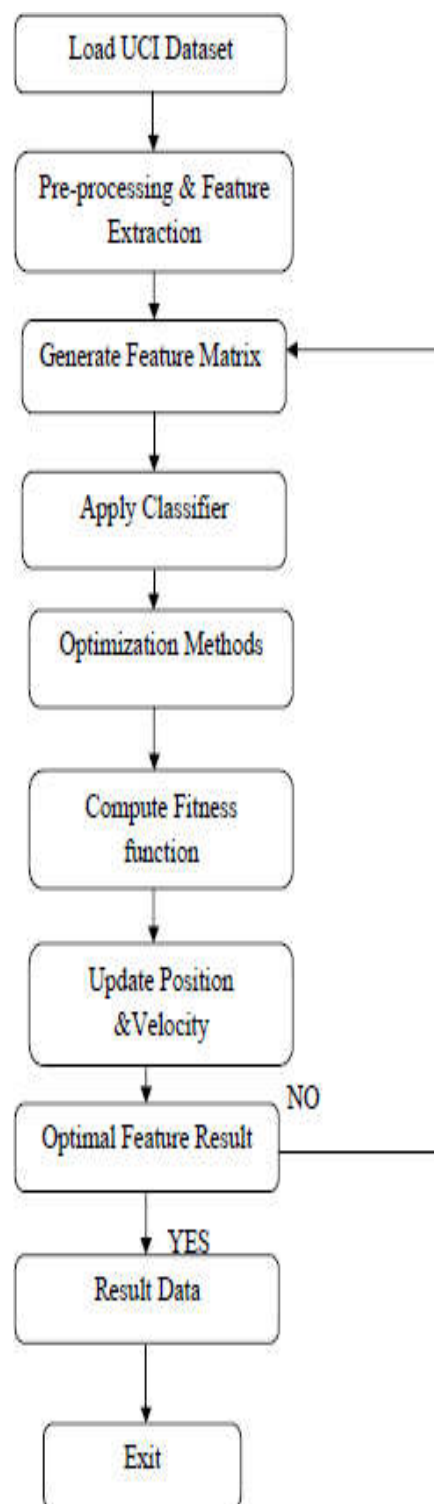 Load UCI Dataset
Pre-processing & Feature
Extraction
Generate Feature Matrix
Apply Classifier
Optimization Methods
Compute Fitness
function
Update Position
&Velocity
NO
Optimal Feature Result
YES
Result Data
Exit